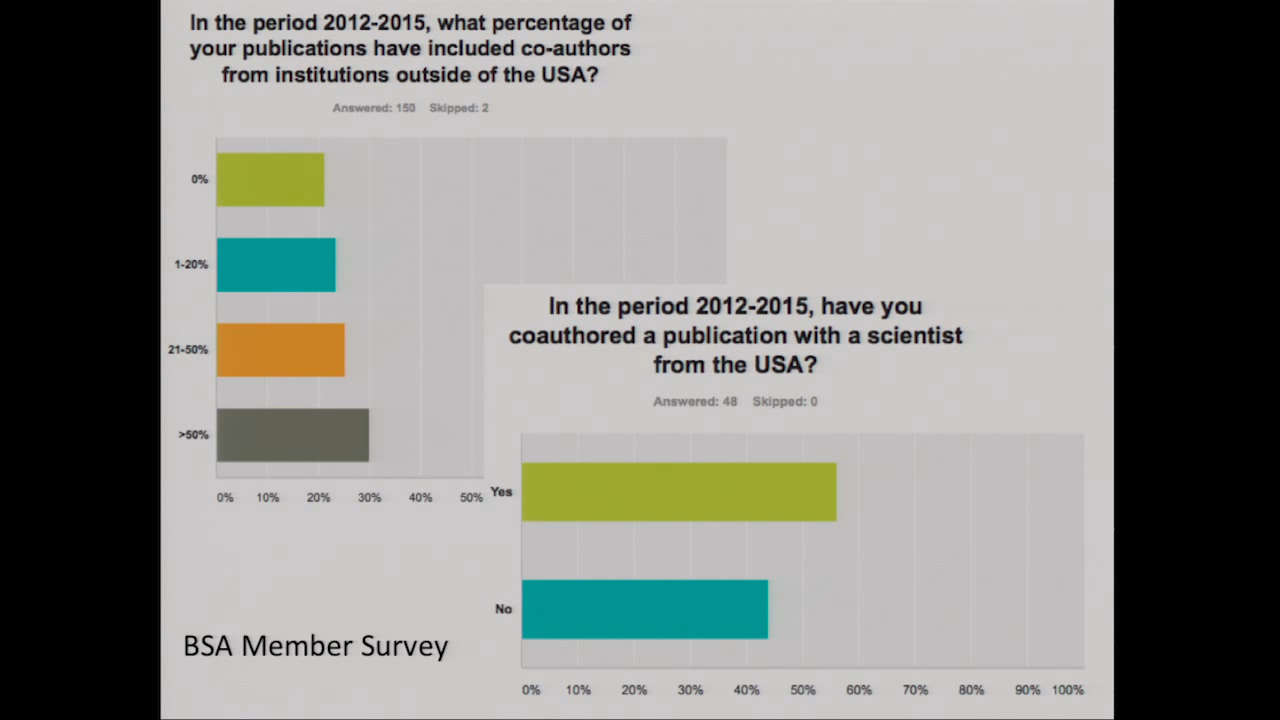 In the period 2012-2015, what percentage of
your publications have included co-authors
from institutions outside of the USA?
Answered: 150 Skipped: 2
0%
1-20%
21-50%
>50%
0% 10% 20% 30% 40% 50%
In the period 2012-2015, have you
coauthored a publication with a scientist
from the USA?
Answered: 48 Skipped: 0
Yes
No
0% 10% 20% 30% 40% 50% 60% 70% 80% 90% 100%
BSA Member Survey